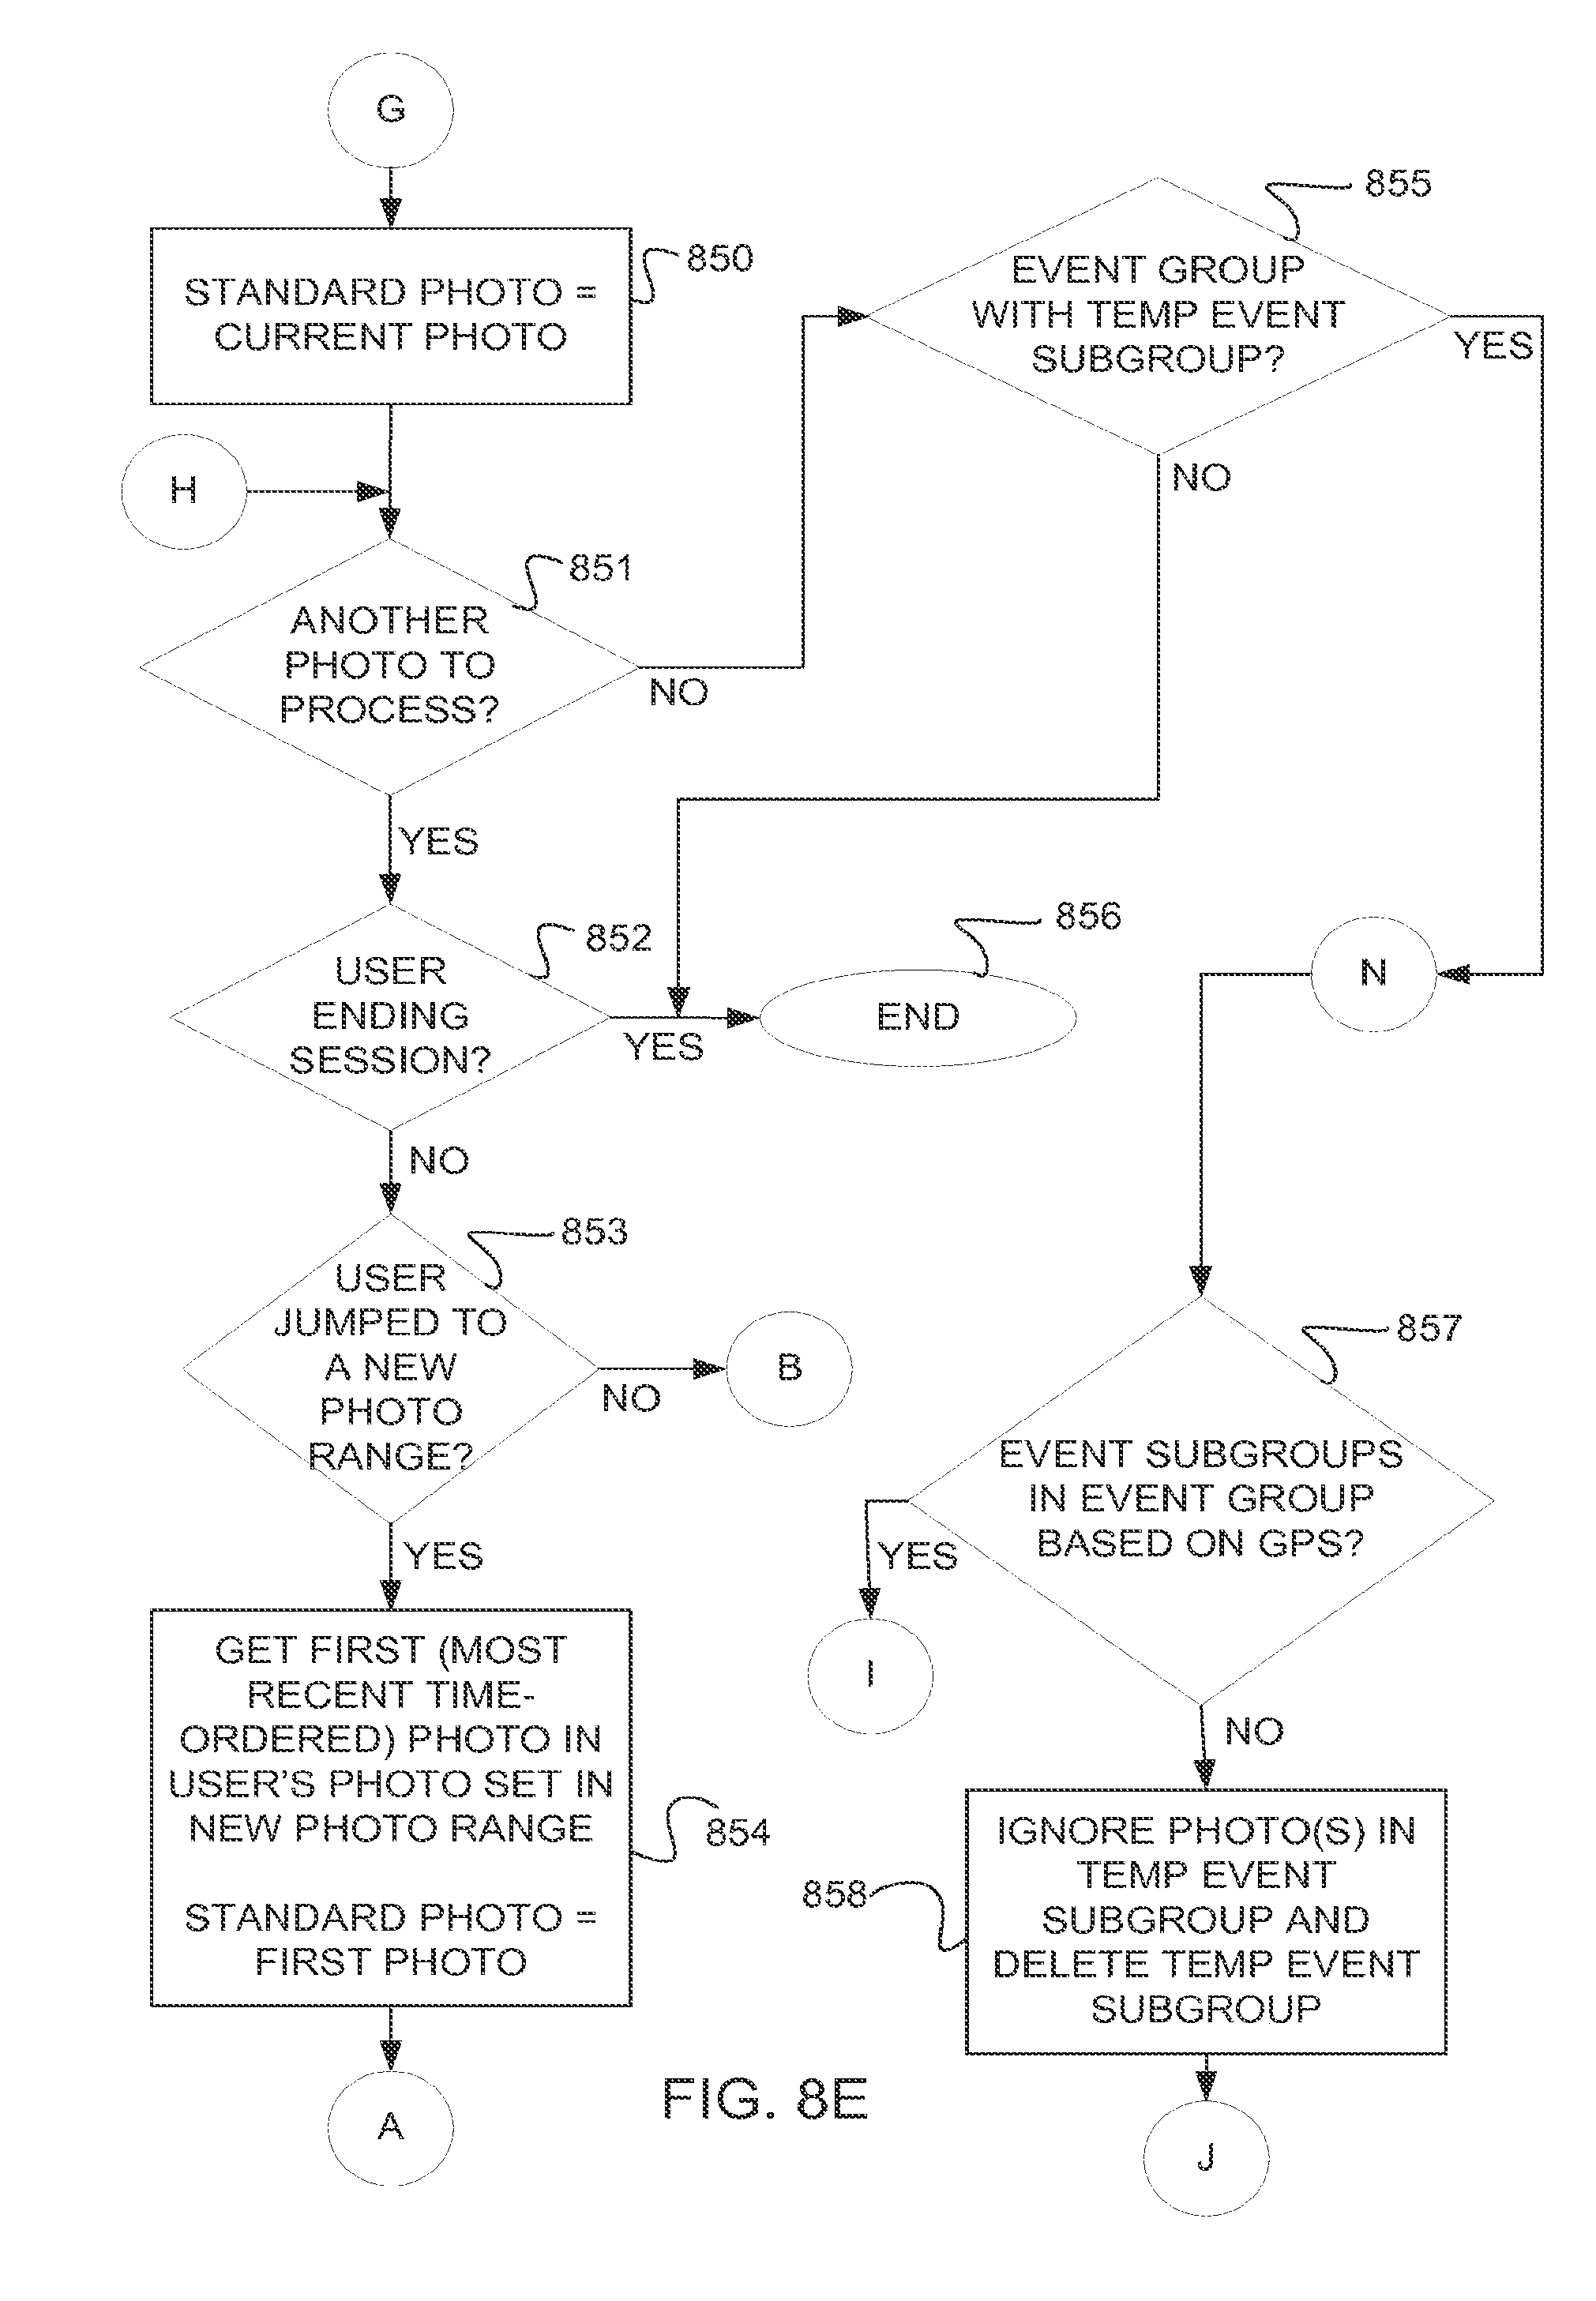 G
850
STANDARD PHOTO =
CURRENT PHOTO
H
851
ANOTHER
PHOTO TO
PROCESS?
NO
YES
852
USER
ENDING
SESSION?
YES
NO
853
USER
JUMPED TO
A NEW
PHOTO
RANGE?
NO
B
YES
GET FIRST (MOST
RECENT TIME-
ORDERED) PHOTO IN
USER'S PHOTO SET IN
NEW PHOTO RANGE
STANDARD PHOTO =
FIRST PHOTO
854
A
855
EVENT GROUP
WITH TEMP EVENT
SUBGROUP?
YES
NO
856
END
N
857
EVENT SUBGROUPS
IN EVENT GROUP
BASED ON GPS?
YES
I
NO
858
IGNORE PHOTO(S) IN
TEMP EVENT
SUBGROUP AND
DELETE TEMP EVENT
SUBGROUP
J
FIG. 8E